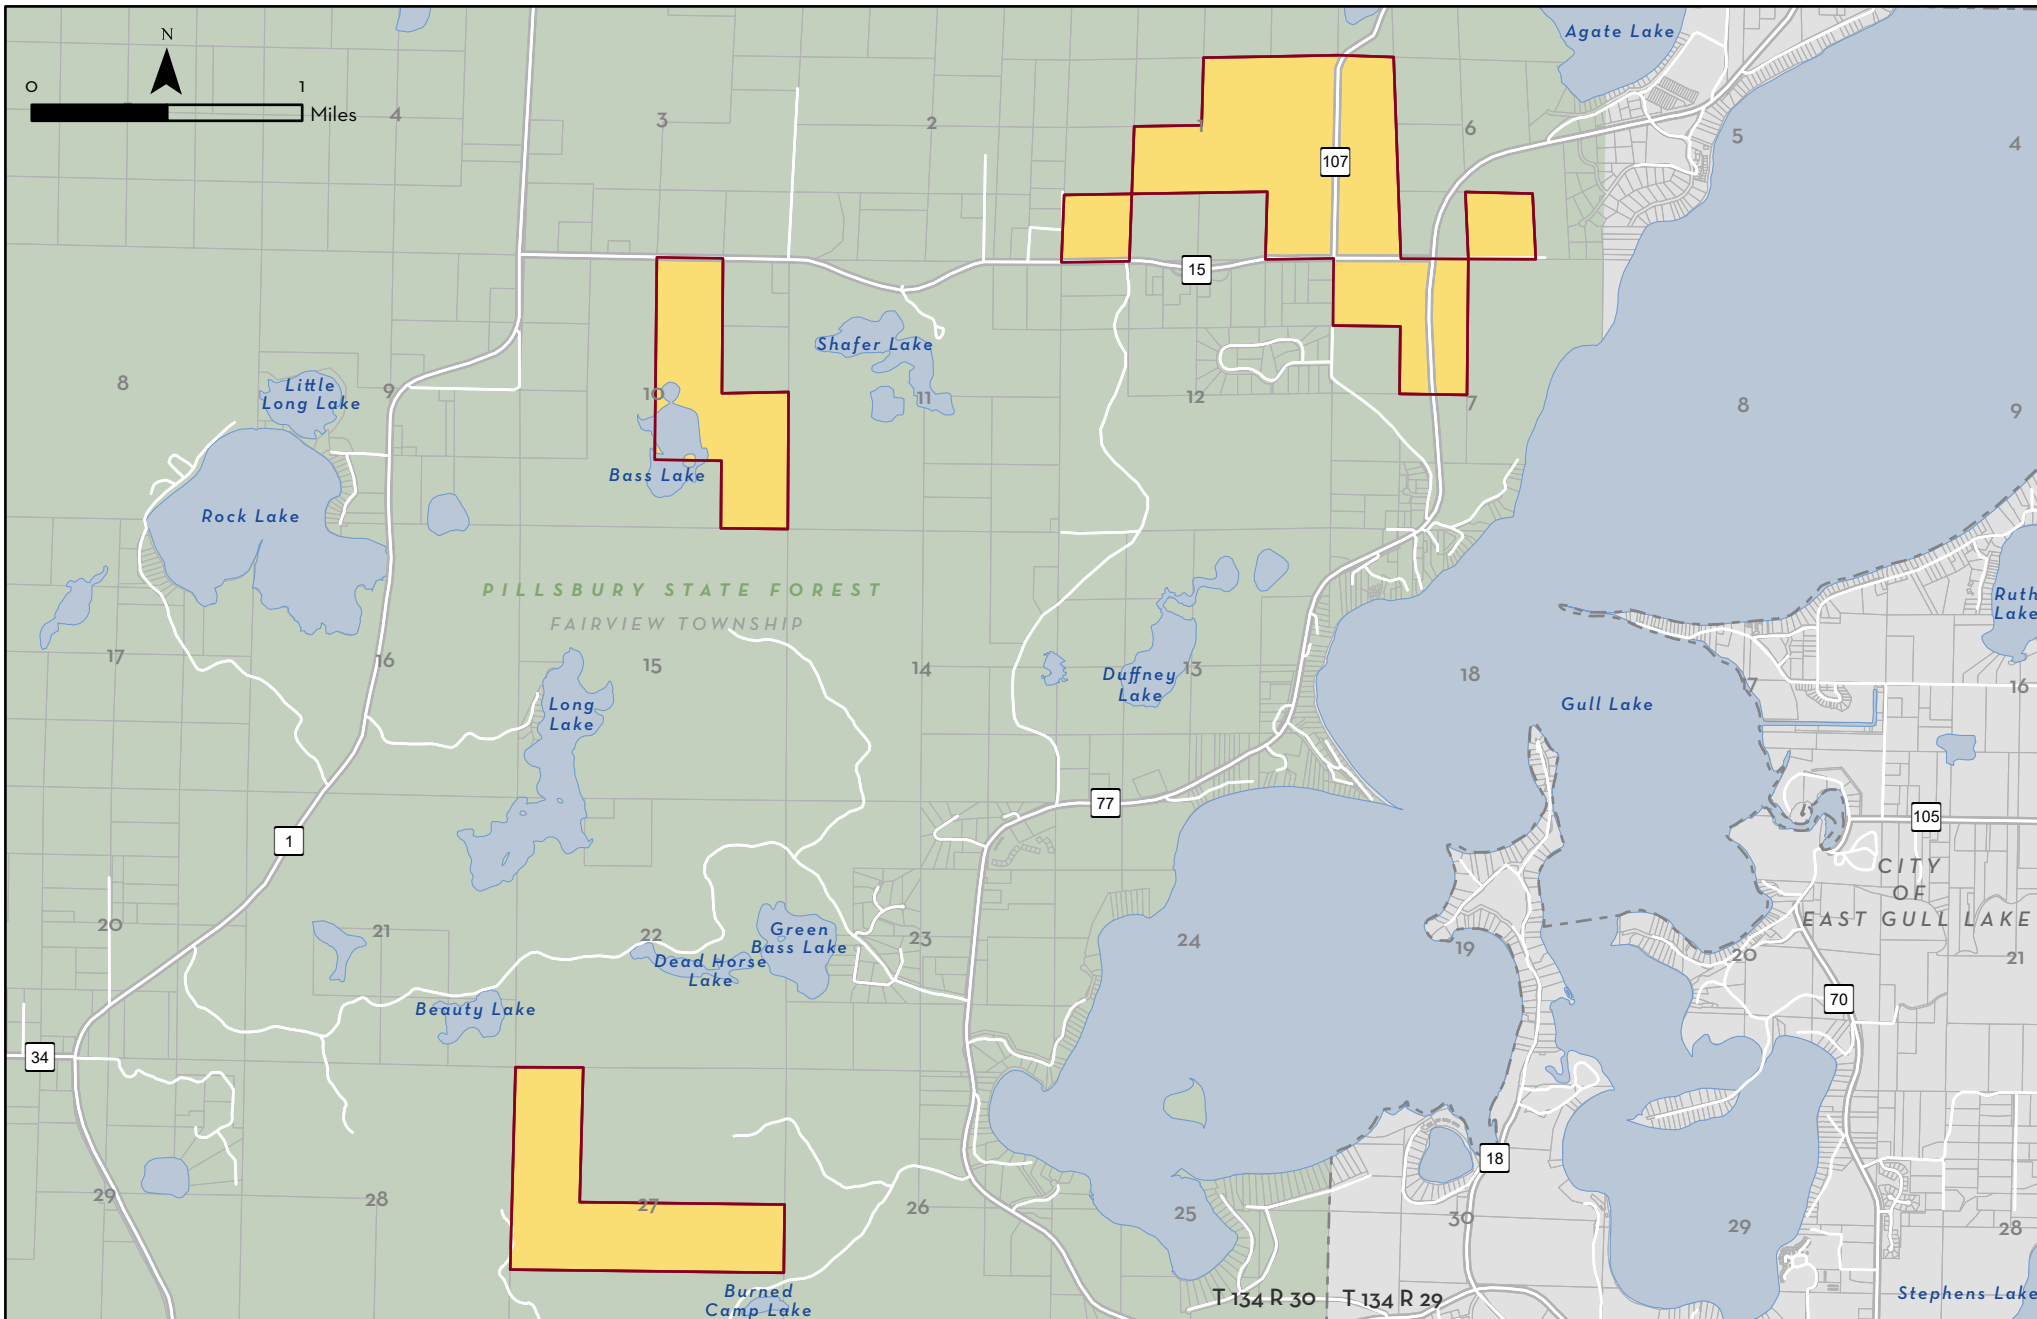 Agate Lake
N
0 1
Miles
4
3
2
1
6
5
4
107
15
Shafer Lake
8
Little
Long Lake
9
10
11
12
7
8
9
Bass Lake
Rock Lake
PILLSBURY STATE FOREST
FAIRVIEW TOWNSHIP
Ruth
Lake
17
16
15
14
Duffney
Lake
13
18
17
16
Long
Lake
Gull Lake
77
105
1
CITY
OF
EAST GULL LAKE
20
21
22
Green
Bass Lake
23
24
19
20
21
Dead Horse
Lake
Beauty Lake
70
34
18
29
28
27
26
25
30
29
28
Burned
Camp Lake
T 134 R 30
T 134 R 29
Stephens Lake